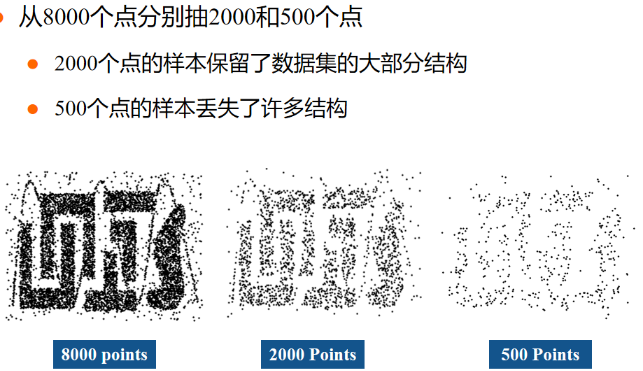 从8000个点分别抽2000和500个点
2000个点的样本保留了数据集的大部分结构
500个点的样本丢失了许多结构
8000 points
2000 Points
500 Points